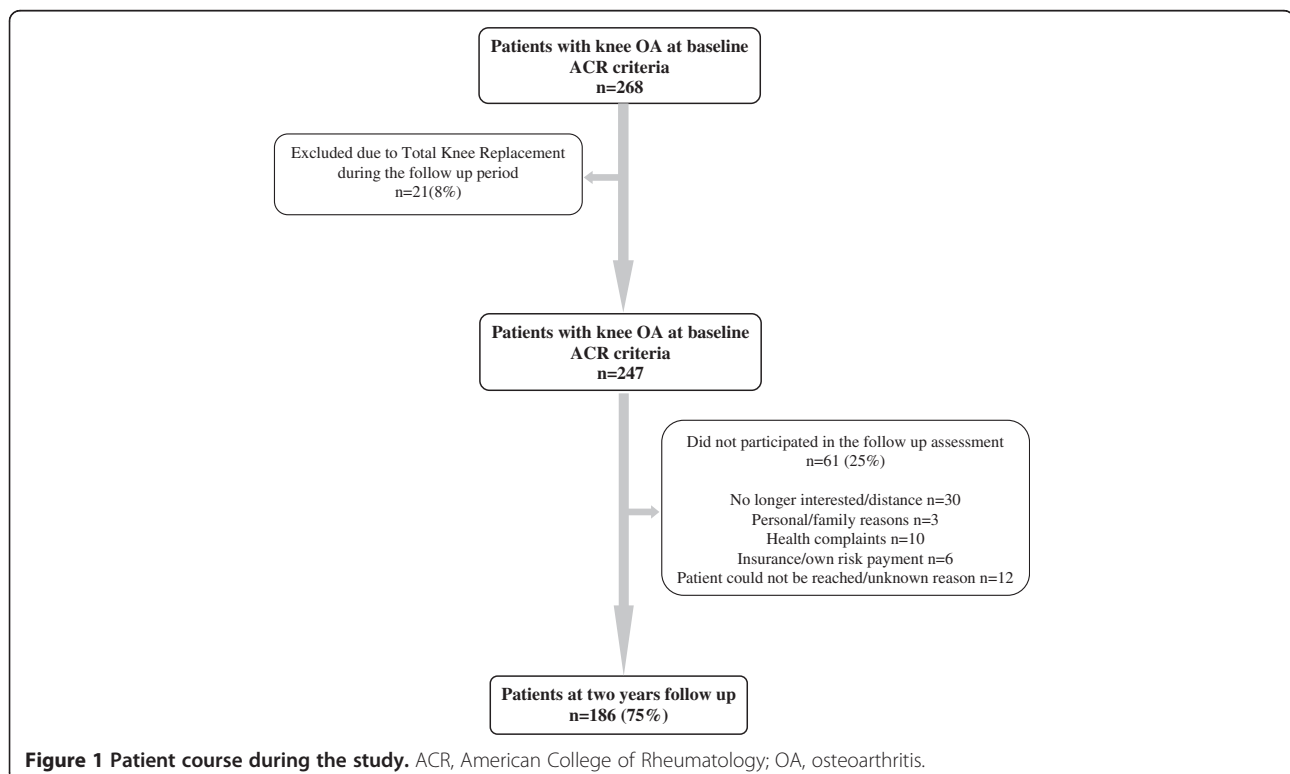 Patients with knee OA at baseline
ACR criteria
n=268
Excluded due to Total Knee Replacement
during the follow up period
n=21(8%)
Patients with knee OA at baseline
ACR criteria
n=247
Did not participated in the follow up assessment
n=61 (25%)
No longer interested/distance n=30
Personal/family reasons n=3
Health complaints n=10
Insurance/own risk payment n=6
Patient could not be reached/unknown reason n=12
Patients at two years follow up
n=186 (75%)
Figure 1 Patient course during the study. ACR, American College of Rheumatology; OA, osteoarthritis.